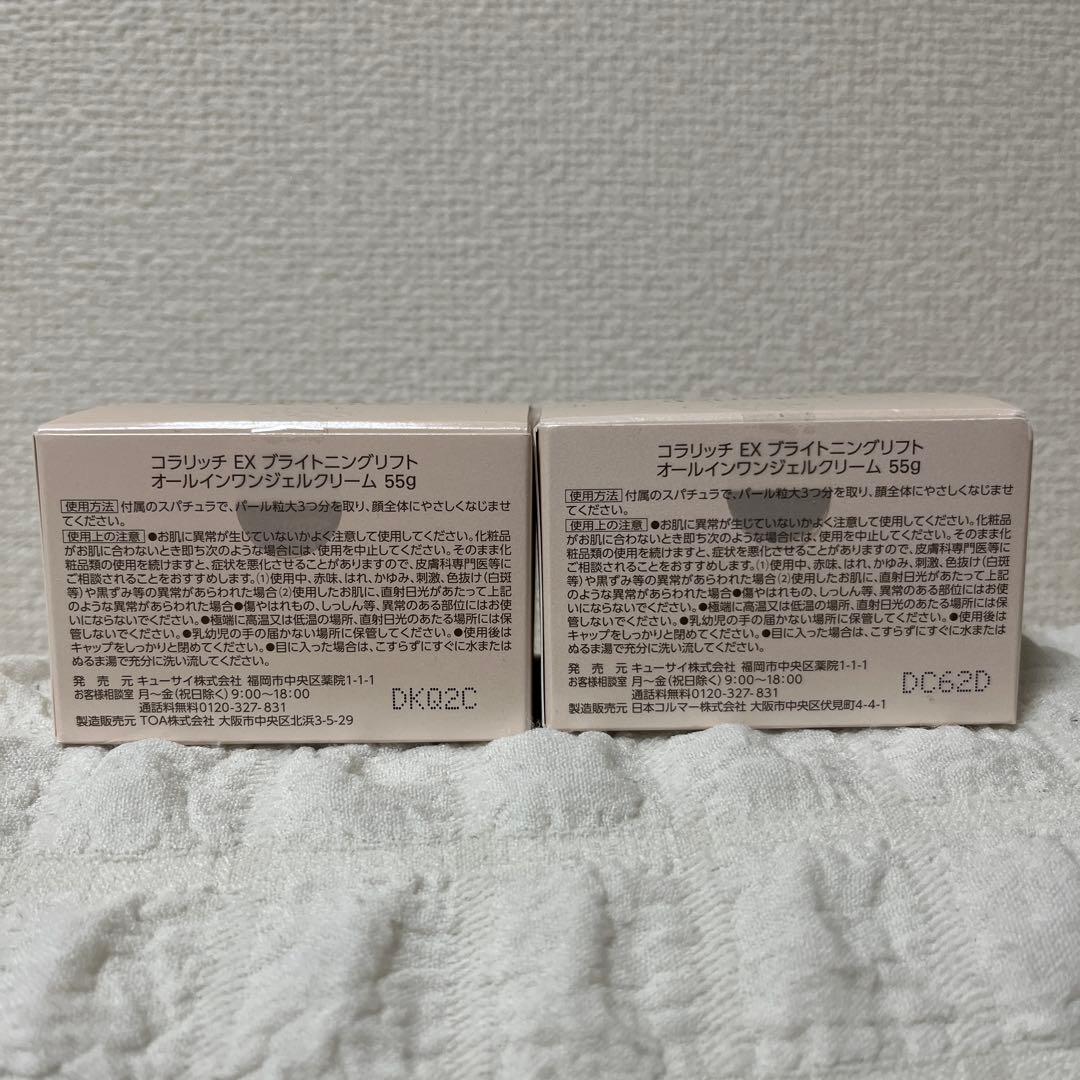 コラリッチ EX ブライトニングリフト
オールインワンジェルクリーム 55g
使用方法 付属のスパチュラで、パール粒大3つ分を取り、顔全体にやさしくなじませ
てください。
使用上の注意 ●お肌に異常が生じていないかよく注意して使用してください。化粧品
がお肌に合わないとき即ち次のような場合には、使用を中止してください。そのまま化
粧品類の使用を続けますと、症状を悪化させることがありますので、皮膚科専門医等に
ご相談されることをおすすめします。(1)使用中、赤味、はれ、かゆみ、刺激、色抜け(白斑
等)や黒ずみ等の異常があらわれた場合(2)使用したお肌に、直射日光があたって上記
のような異常があらわれた場合●傷やはれもの、しっしん等、異常のある部位にはお使
いにならないでください。●極端に高温又は低温の場所、直射日光のあたる場所には保
管しないでください。●乳幼児の手の届かない場所に保管してください。●使用後は
キャップをしっかりと閉めてください。●目に入った場合は、こすらずにすぐに水または
ぬるま湯で充分に洗い流してください。
発売元 キューサイ株式会社 福岡市中央区薬院1-1-1
お客様相談室 月～金(祝日除く) 9:00～18:00
通話料無料0120-327-831
製造販売元 TOA株式会社 大阪市中央区北浜3-5-29
DKQ2C
コラリッチ EX ブライトニングリフト
オールインワンジェルクリーム 55g
使用方法 付属のスパチュラで、パール粒大3つ分を取り、顔全体にやさしくなじませ
てください。
使用上の注意 ●お肌に異常が生じていないかよく注意して使用してください。化粧品
がお肌に合わないとき即ち次のような場合には、使用を中止してください。そのまま化
粧品類の使用を続けますと、症状を悪化させることがありますので、皮膚科専門医等に
ご相談されることをおすすめします。(1)使用中、赤味、はれ、かゆみ、刺激、色抜け(白斑
等)や黒ずみ等の異常があらわれた場合(2)使用したお肌に、直射日光があたって上記
のような異常があらわれた場合●傷やはれもの、しっしん等、異常のある部位にはお使
いにならないでください。●極端に高温又は低温の場所、直射日光のあたる場所には保
管しないでください。●乳幼児の手の届かない場所に保管してください。●使用後は
キャップをしっかりと閉めてください。●目に入った場合は、こすらずにすぐに水または
ぬるま湯で充分に洗い流してください。
発売元 キューサイ株式会社 福岡市中央区薬院1-1-1
お客様相談室 月～金(祝日除く) 9:00～18:00
通話料無料0120-327-831
製造販売元 日本コルマー株式会社 大阪市中央区伏見町4-4-1
DC62D